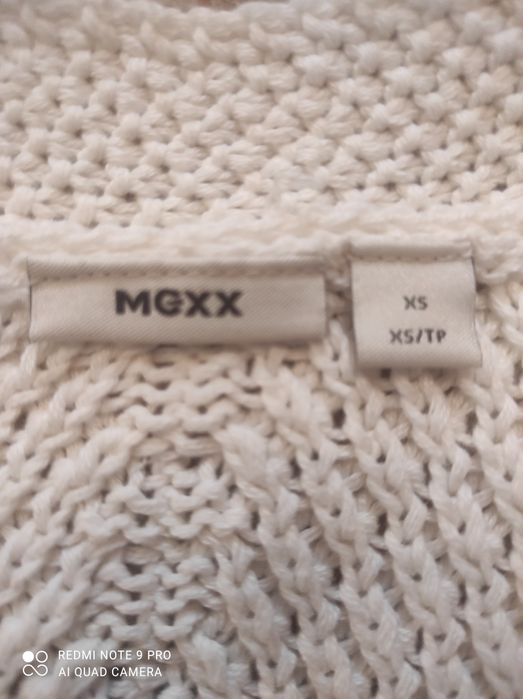 MEXX
XS
XS/TP
REDMI NOTE 9 PRO
AI QUAD CAMERA